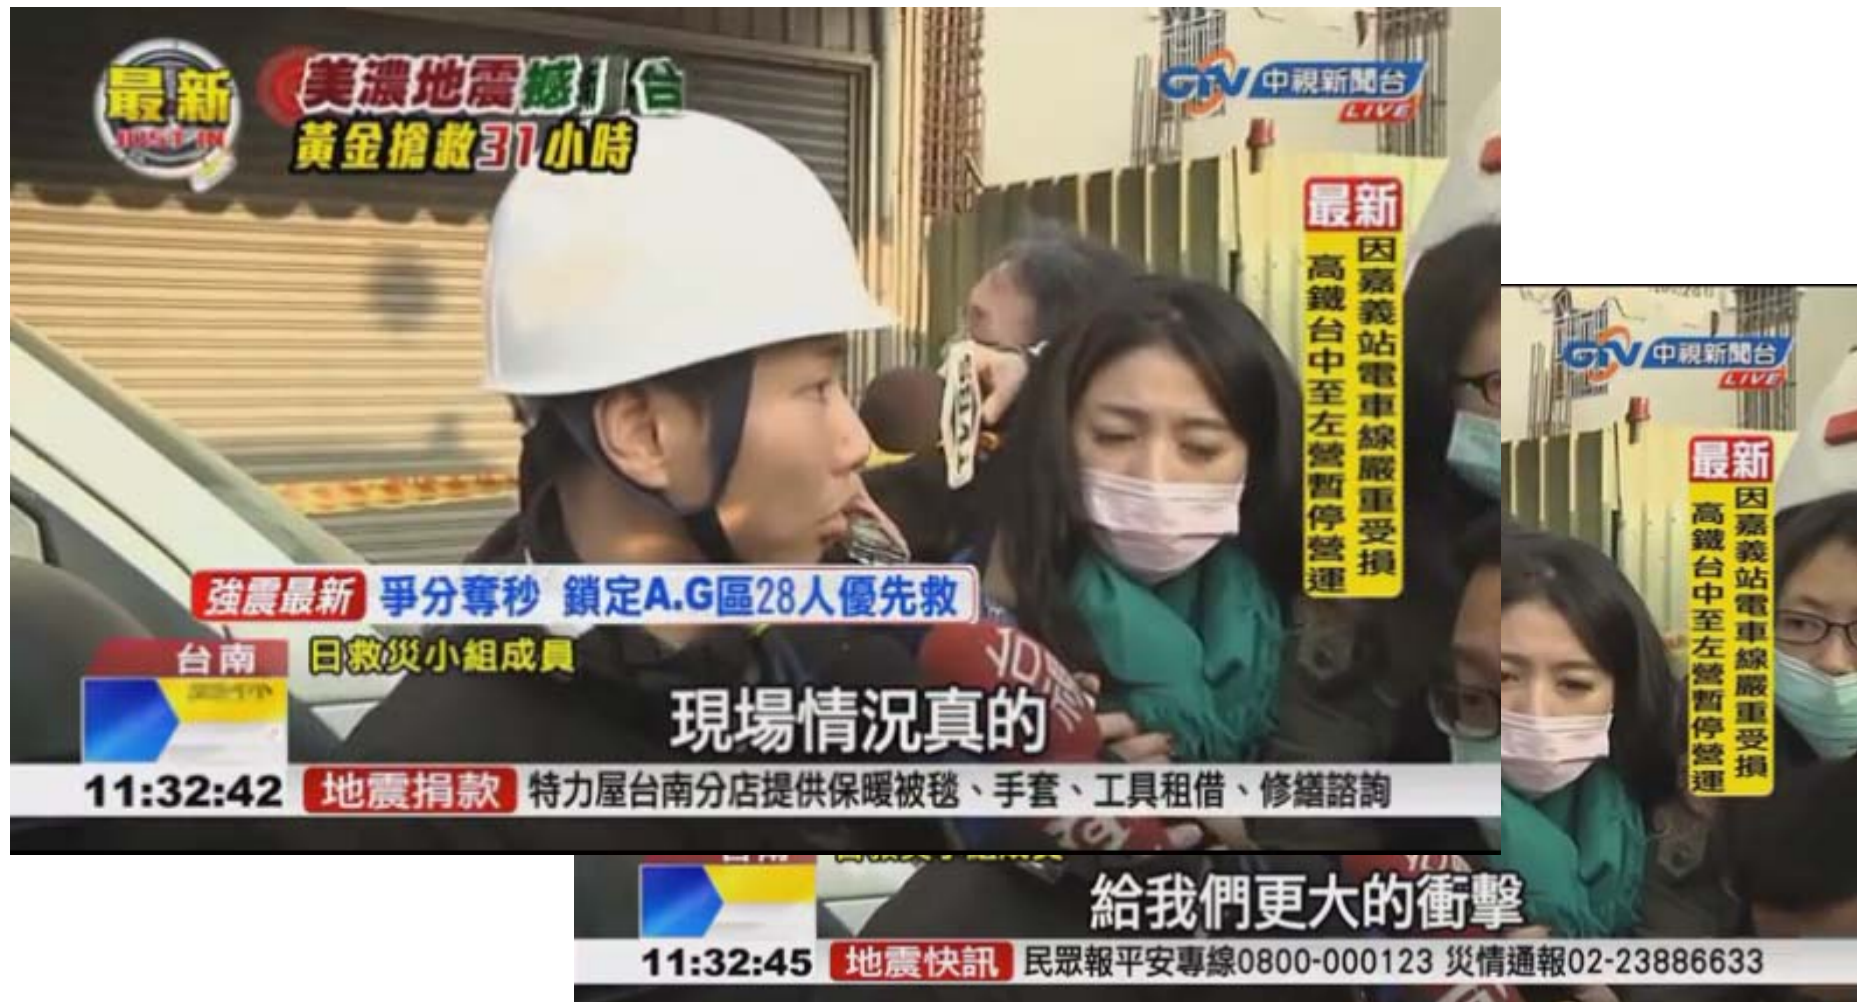 最新
JUST IN
美濃地震撼 台
黃金搶救31小時
CTV 中視新聞台
LIVE
最新
因嘉義站電車線嚴重受損
高鐵台中至左營暫停營運
強震最新 爭分奪秒 鎖定A.G區28人優先救
台南 日救災小組成員
台視
現場情況真的
11:32:42 地震捐款 特力屋台南分店提供保暖被毯、手套、工具租借、修繕諮詢
CTV 中視新聞台
LIVE
最新
因嘉義站電車線嚴重受損
高鐵台中至左營暫停營運
給我們更大的衝擊
11:32:45 地震快訊 民眾報平安專線0800-000123 災情通報02-23886633